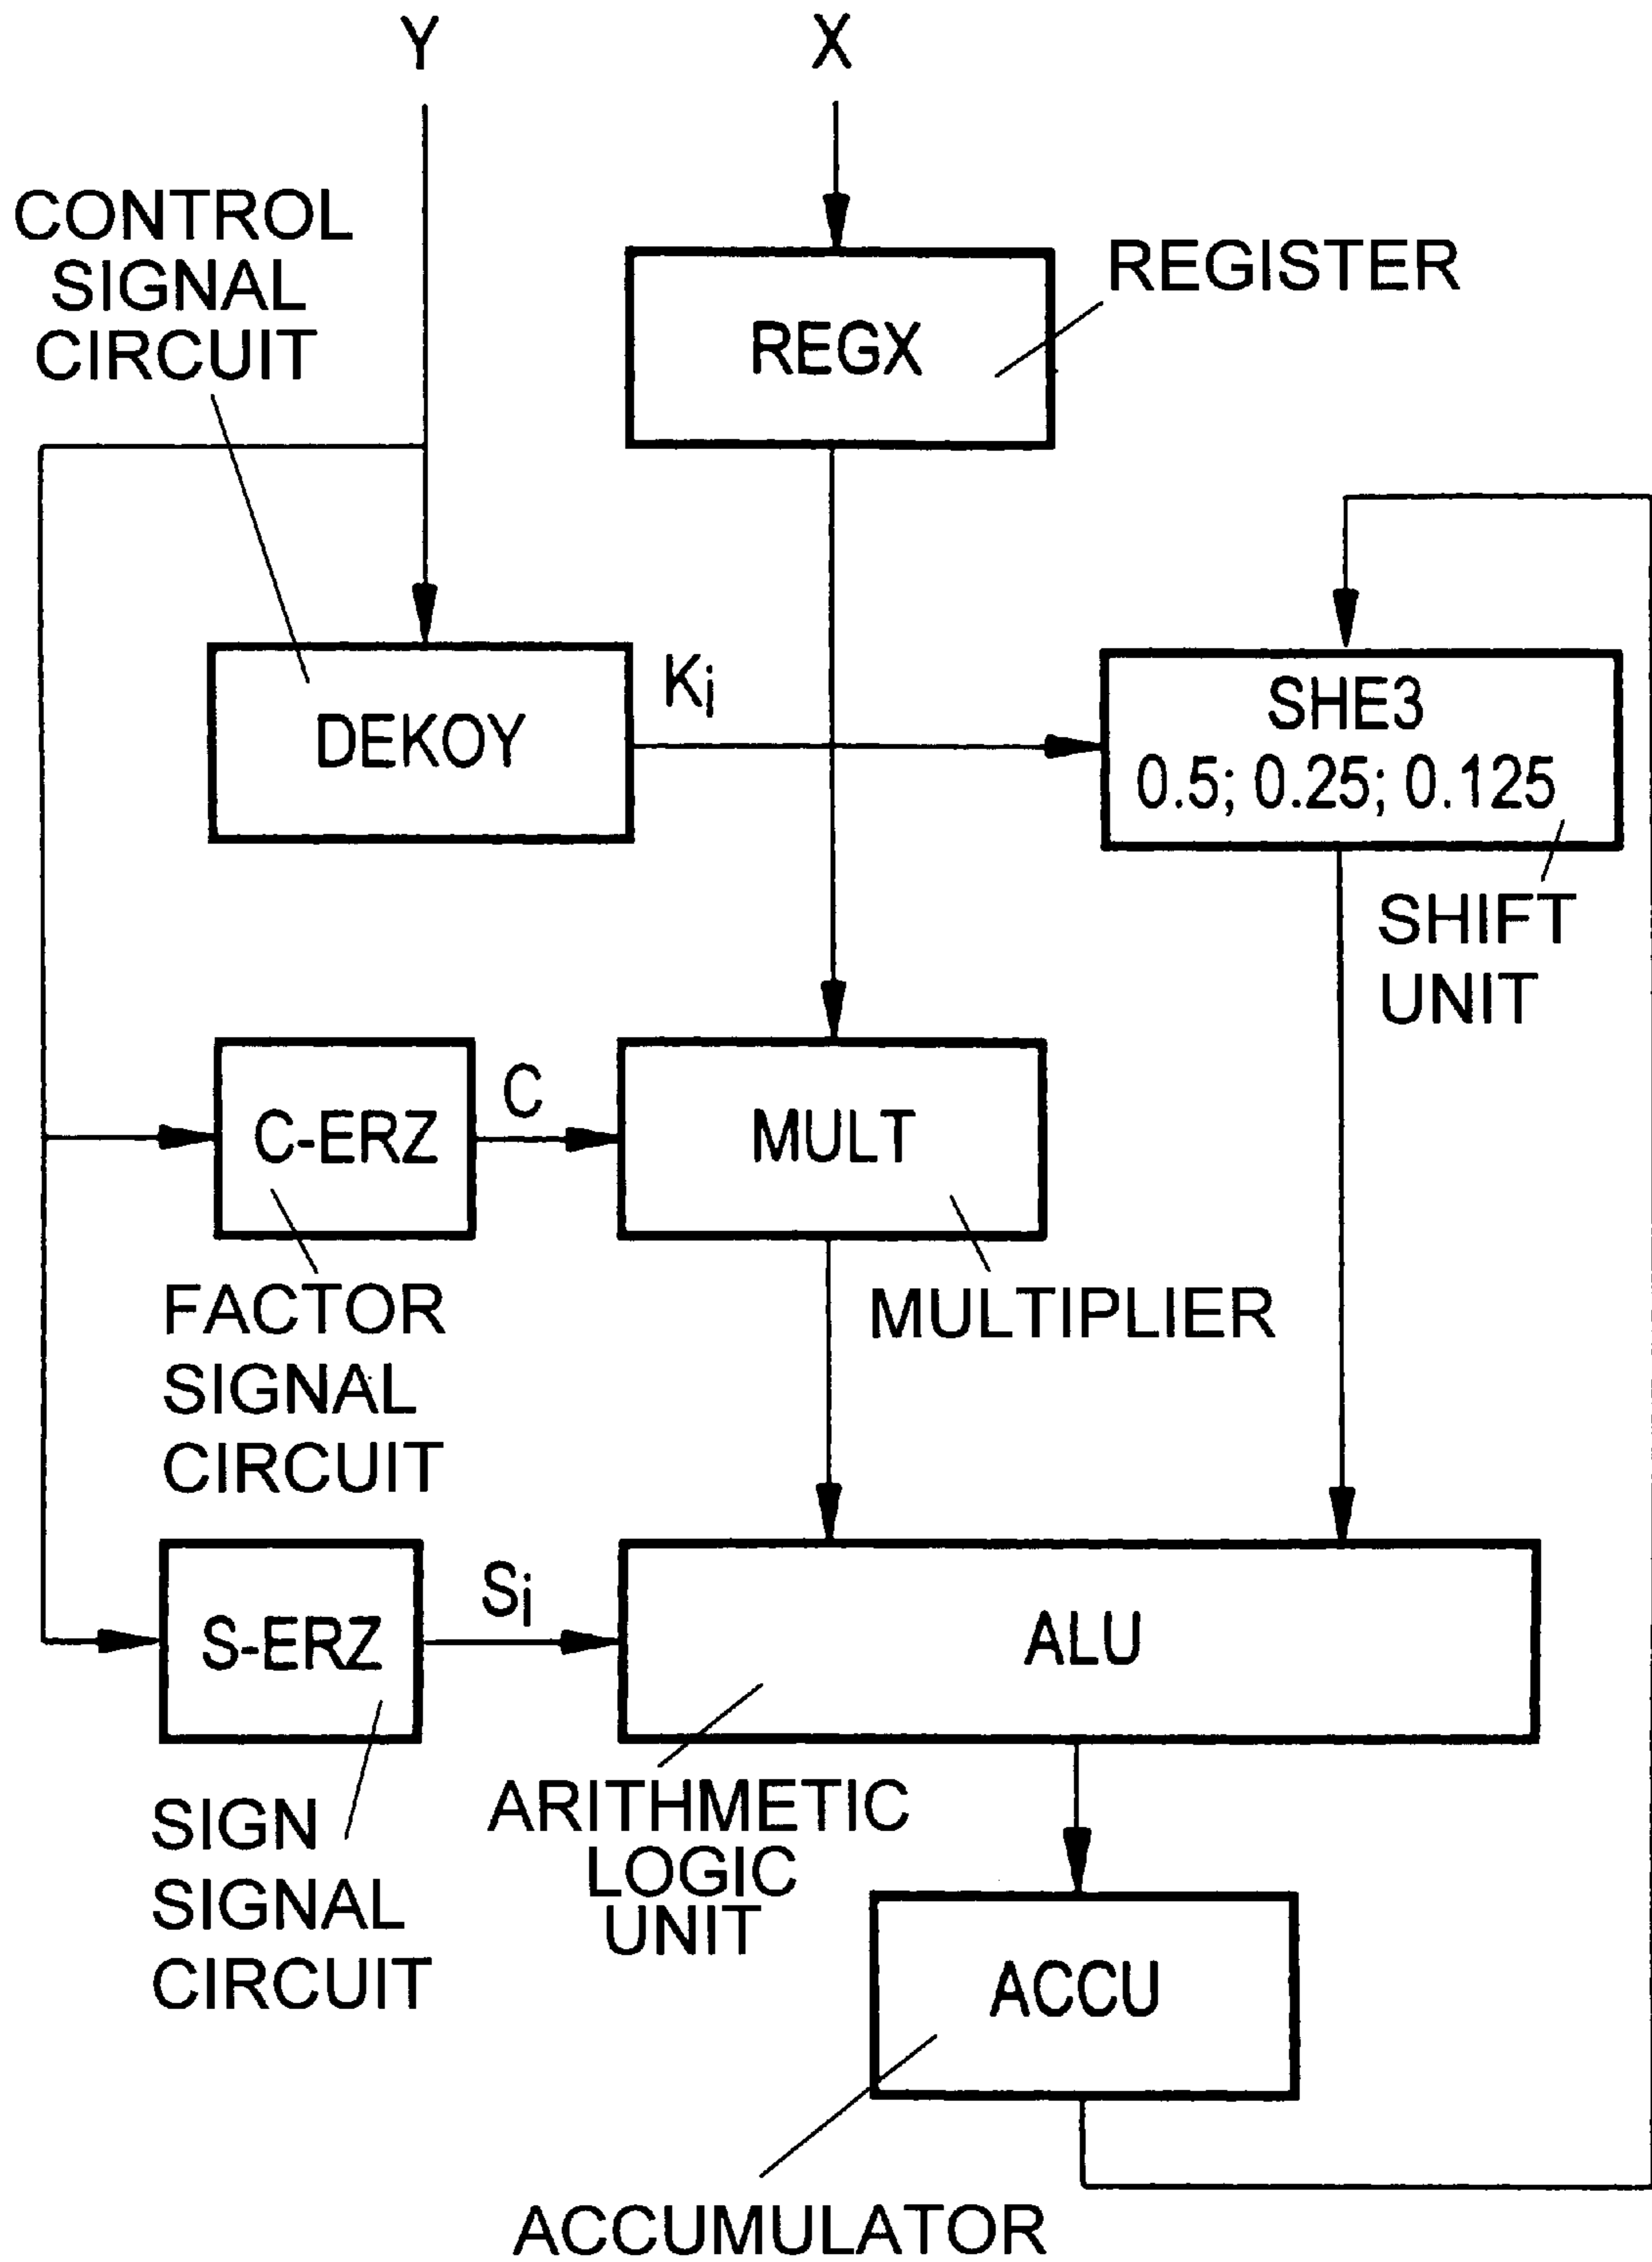 Y
X
CONTROL
SIGNAL
CIRCUIT
REGISTER
REGX
DEKOY
Ki
SHE3
0.5; 0.25; 0.125
SHIFT
UNIT
C-ERZ
C
MULT
FACTOR
SIGNAL
CIRCUIT
MULTIPLIER
S-ERZ
Si
ALU
SIGN
SIGNAL
CIRCUIT
ARITHMETIC
LOGIC
UNIT
ACCU
ACCUMULATOR